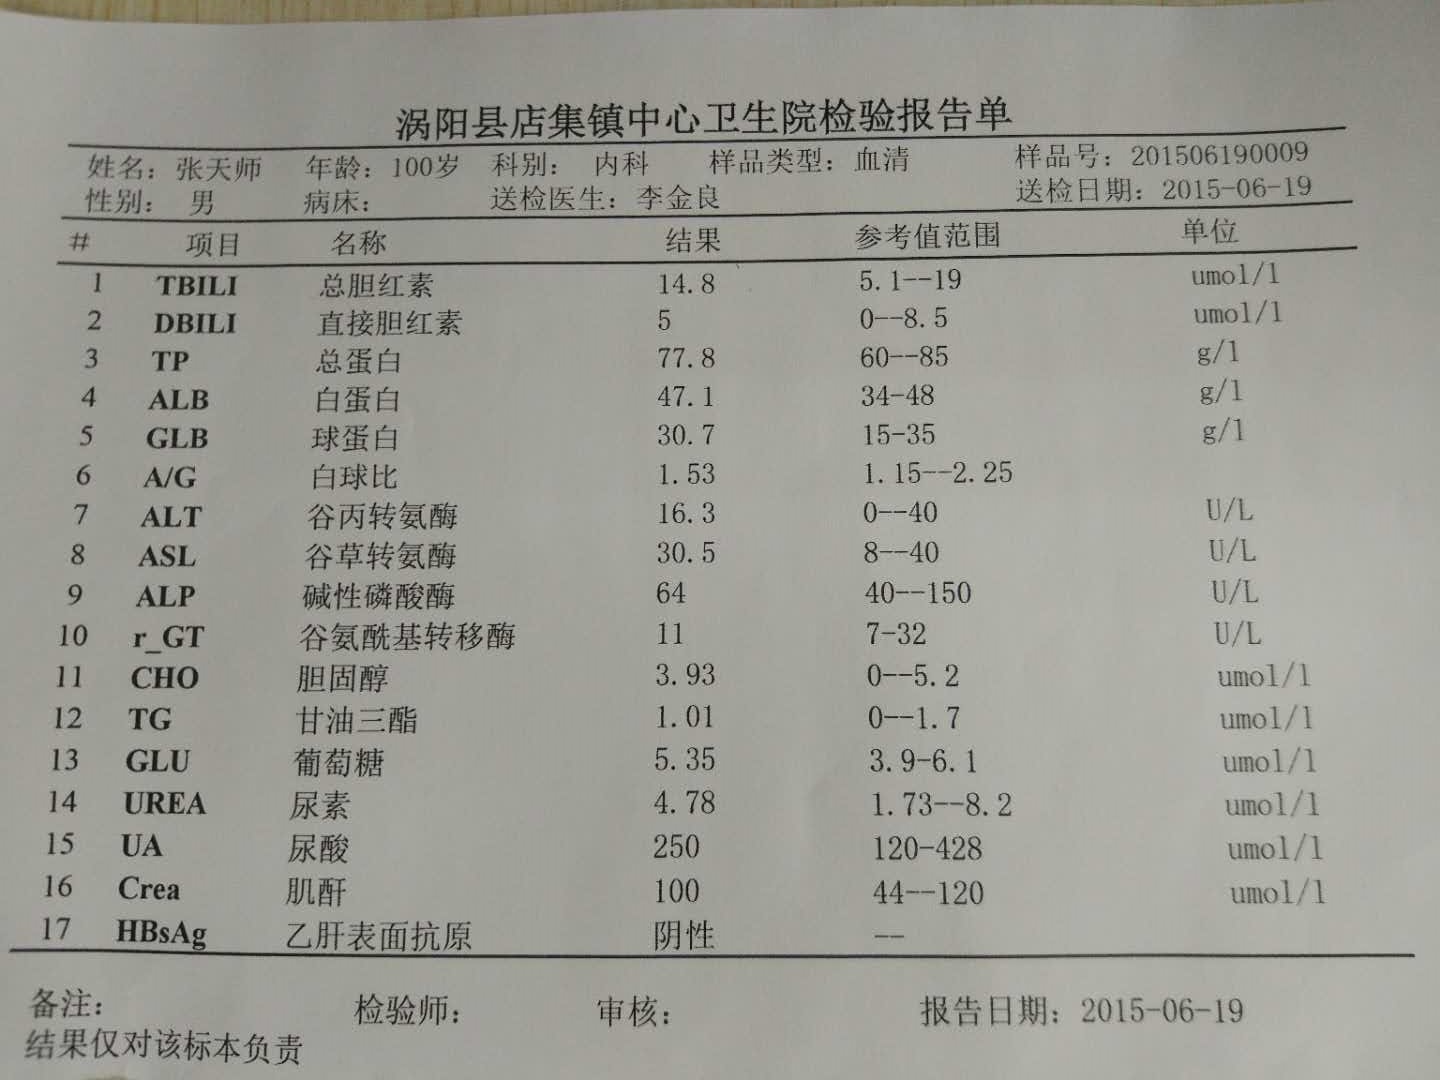 涡阳县店集镇中心卫生院检验报告单
姓名: 张天师 年龄: 100岁 科别: 内科 样品类型: 血清 样品号: 201506190009
性别: 男 病床: 送检医生: 李金良 送检日期: 2015-06-19
# 项目 名称 结果 参考值范围 单位
1 TBILI 总胆红素 14.8 5.1--19 umol/l
2 DBILI 直接胆红素 5 0--8.5 umol/l
3 TP 总蛋白 77.8 60--85 g/l
4 ALB 白蛋白 47.1 34-48 g/l
5 GLB 球蛋白 30.7 15-35 g/l
6 A/G 白球比 1.53 1.15--2.25
7 ALT 谷丙转氨酶 16.3 0--40 U/L
8 ASL 谷草转氨酶 30.5 8--40 U/L
9 ALP 碱性磷酸酶 64 40--150 U/L
10 r_GT 谷氨酰基转移酶 11 7-32 U/L
11 CHO 胆固醇 3.93 0--5.2 umol/l
12 TG 甘油三酯 1.01 0--1.7 umol/l
13 GLU 葡萄糖 5.35 3.9-6.1 umol/l
14 UREA 尿素 4.78 1.73--8.2 umol/l
15 UA 尿酸 250 120-428 umol/l
16 Crea 肌酐 100 44--120 umol/l
17 HBsAg 乙肝表面抗原 阴性 --
备注: 检验师: 审核: 报告日期: 2015-06-19
结果仅对该标本负责